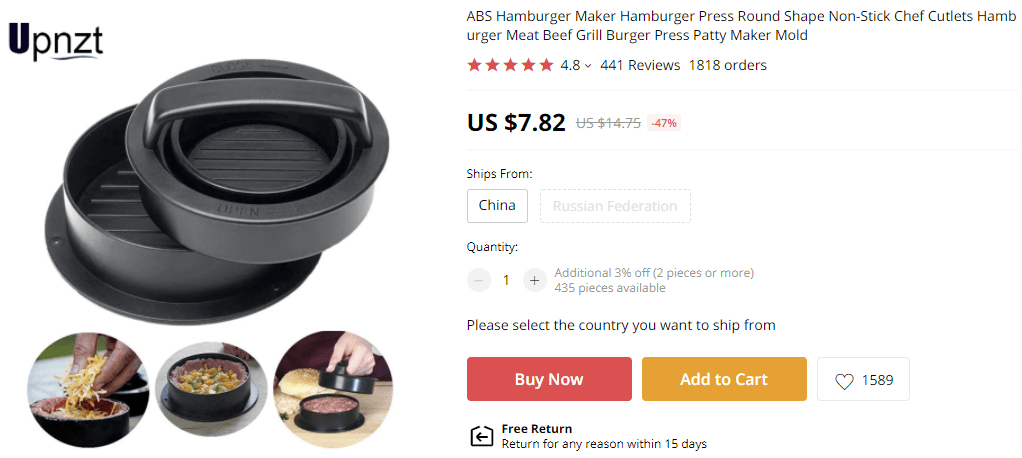 Upnzt
ABS Hamburger Maker Hamburger Press Round Shape Non-Stick Chef Cutlets Hamb
urger Meat Beef Grill Burger Press Patty Maker Mold
4.8 441 Reviews 1818 orders
US $7.82 US $14.75 -47%
Ships From:
China Russian Federation
Quantity:
1 Additional 3% off (2 pieces or more)
435 pieces available
Please select the country you want to ship from
Buy Now Add to Cart 1589
Free Return
Return for any reason within 15 days